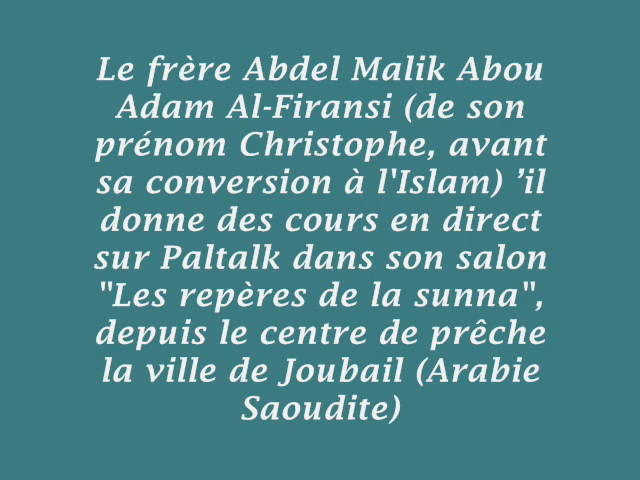 Le frère Abdel Malik Abou
Adam Al-Firansi (de son
prénom Christophe, avant
sa conversion à l'Islam) ’il
donne des cours en direct
sur Paltalk dans son salon
"Les repères de la sunna",
depuis le centre de prêche
la ville de Joubail (Arabie
Saoudite)